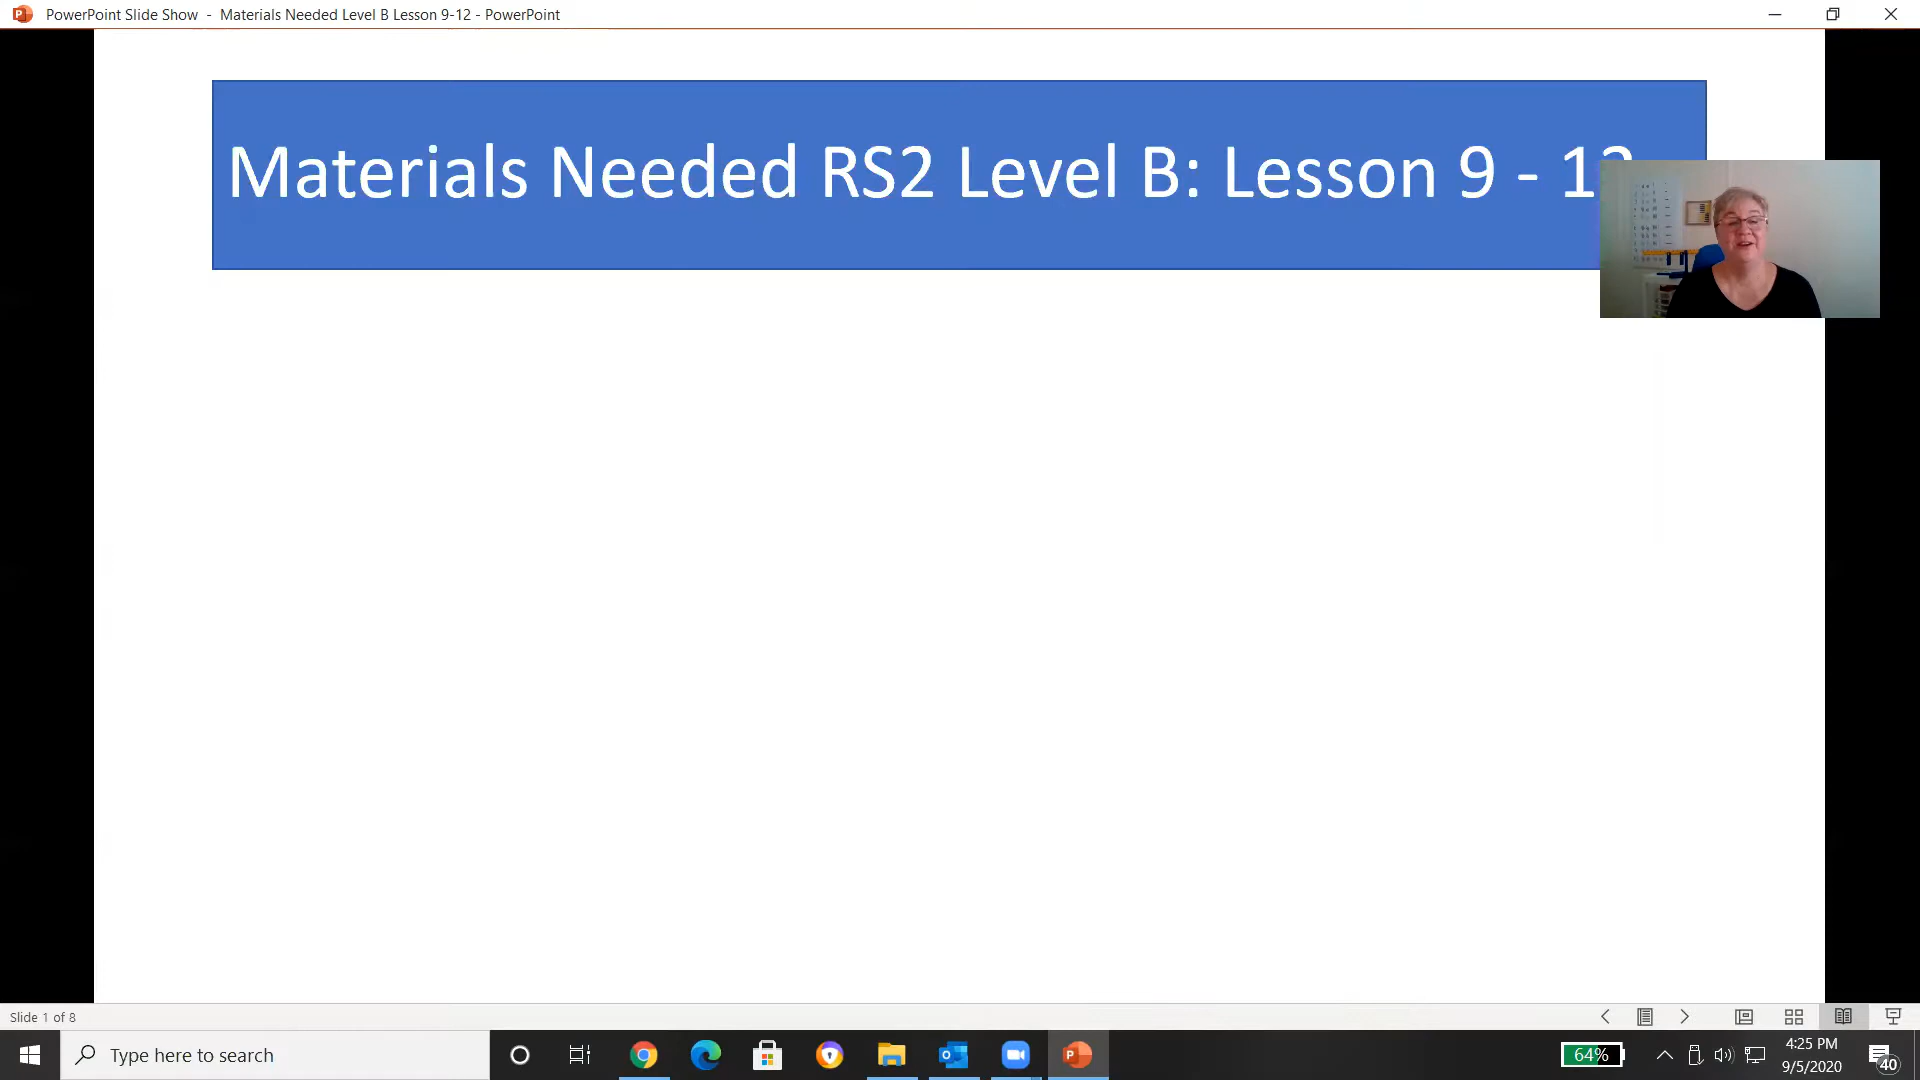 PowerPoint Slide Show - Materials Needed Level B Lesson 9-12 - PowerPoint
Materials Needed RS2 Level B: Lesson 9 - 12
Slide 1 of 8
Type here to search
64%
4:25 PM
9/5/2020
40